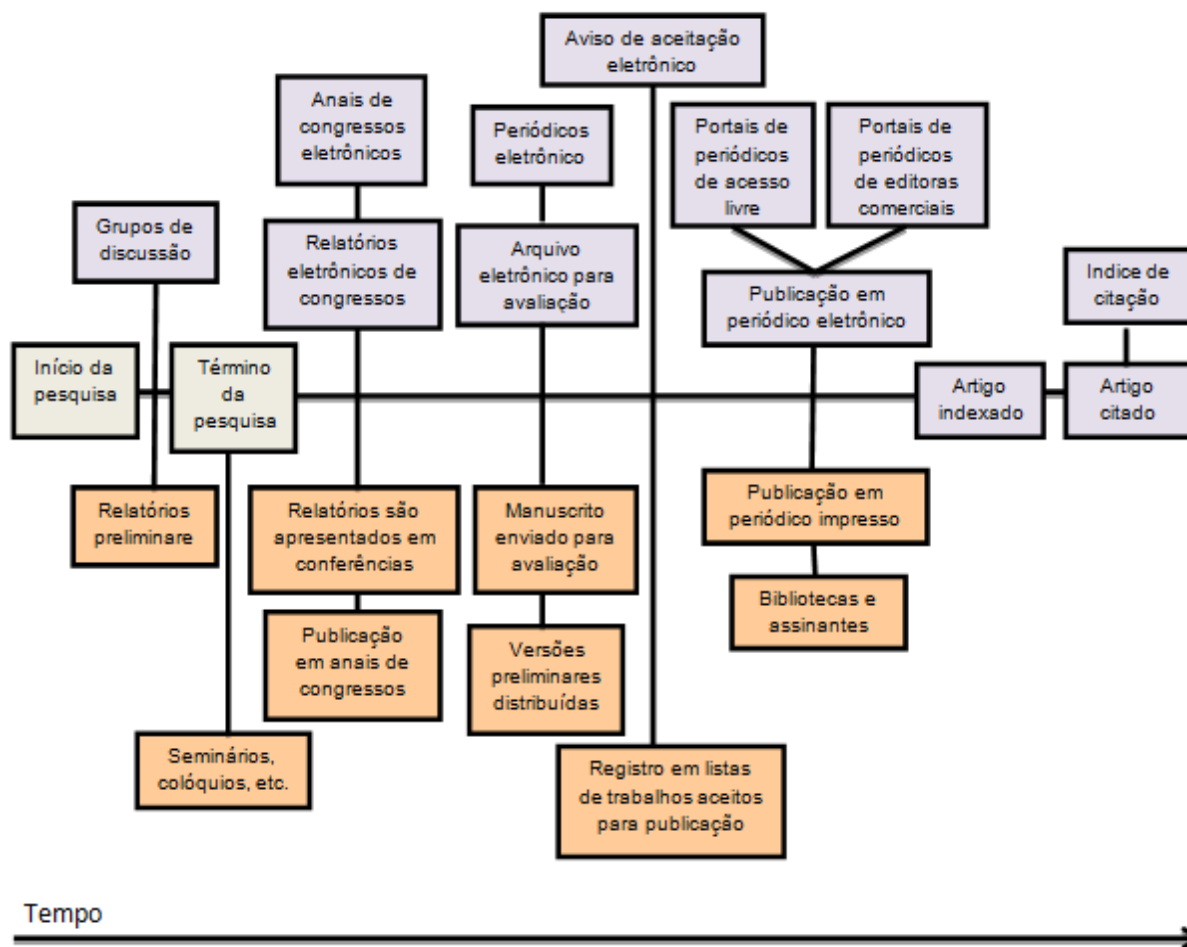 Aviso de aceitação
eletrônico
Anais de
congressos
eletrônicos
Periódicos
eletrônico
Portais de
periódicos
de acesso
livre
Portais de
periódicos
de editoras
comerciais
Grupos de
discussão
Relatórios
eletrônicos de
congressos
Arquivo
eletrônico para
avaliação
Publicação em
periódico eletrônico
Indice de
citação
Início da
pesquisa
Término
da
pesquisa
Artigo
indexado
Artigo
citado
Relatórios
preliminare
Relatórios são
apresentados em
conferências
Manuscrito
enviado para
avaliação
Publicação em
periódico impresso
Publicação
em anais de
congressos
Versões
preliminares
distribuídas
Bibliotecas e
assinantes
Seminários,
colóquios, etc.
Registro em listas
de trabalhos aceitos
para publicação
Tempo